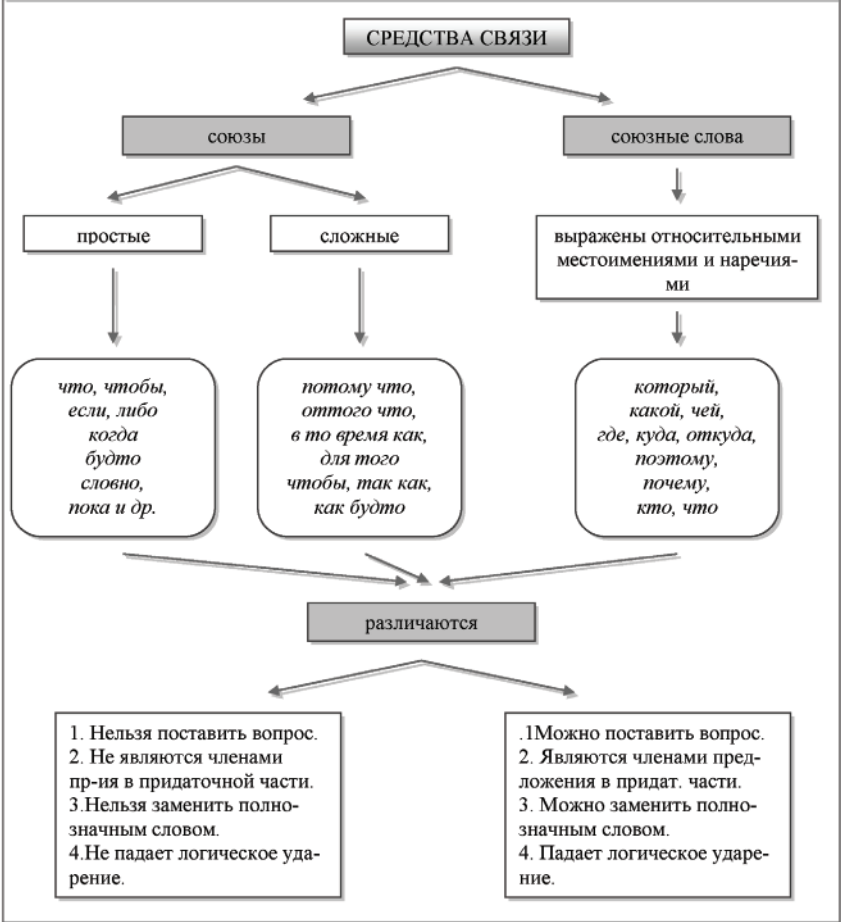 СРЕДСТВА СВЯЗИ
союзы
союзные слова
простые
сложные
выражены относительными
местоимениями и наречия-
ми
что, чтобы,
если, либо
когда
будто
словно,
пока и др.
потому что,
оттого что,
в то время как,
для того
чтобы, так как,
как будто
который,
какой, чей,
где, куда, откуда,
поэтому,
почему,
кто, что
различаются
1. Нельзя поставить вопрос.
2. Не являются членами
пр-ия в придаточной части.
3.Нельзя заменить полно-
значным словом.
4.Не падает логическое уда-
рение.
.1Можно поставить вопрос.
2. Являются членами пред-
ложения в придат. части.
3. Можно заменить полно-
значным словом.
4. Падает логическое ударе-
ние.